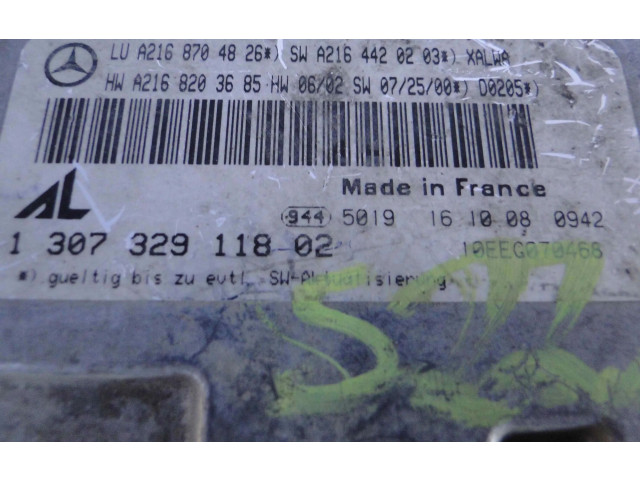 LU A216 870 48 26*) SW A216 442 02 03*) XALWA
HW A216 820 36 85 HW 06/02 SW 07/25/00*) D0205*)
Made in France
AL
944 5019 16 10 08 0942
1 307 329 118 02
10EEG070468
*) gueltig bis zu evtl. SW-Aktualisierung